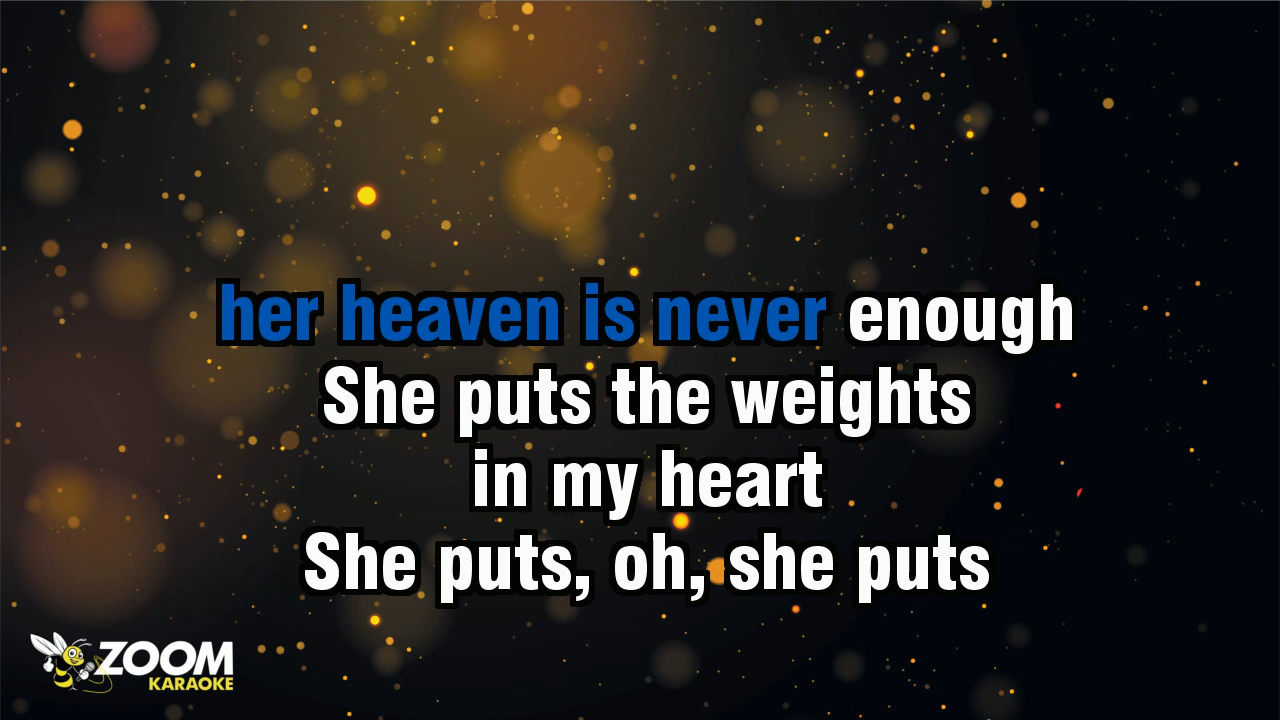 her heaven is never enough
She puts the weights
in my heart
She puts, oh, she puts
ZOOM
KARAOKE